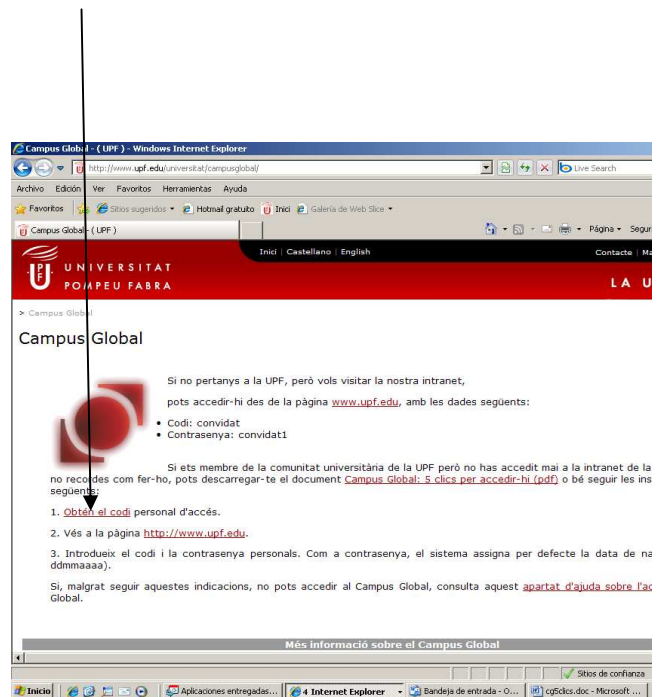 Campus Global - ( UPF ) - Windows Internet Explorer
http://www.upf.edu/universitat/campusglobal/
Live Search
Archivo Edición Ver Favoritos Herramientas Ayuda
Favoritos Sitios sugeridos Hotmail gratuito Inici Galería de Web Slice
Campus Global - ( UPF )
Página Segur
Inici | Castellano | English
Contacte | Ma
UNIVERSITAT
POMPEU FABRA
LA U
> Campus Global
Campus Global
Si no pertanys a la UPF, però vols visitar la nostra intranet,
pots accedir-hi des de la pàgina www.upf.edu, amb les dades següents:
• Codi: convidat
• Contrasenya: convidat1
Si ets membre de la comunitat universitària de la UPF però no has accedit mai a la intranet de la
no recordes com fer-ho, pots descarregar-te el document Campus Global: 5 clics per accedir-hi (pdf) o bé seguir les ins
següents:
1. Obtén el codi personal d'accés.
2. Vés a la pàgina http://www.upf.edu.
3. Introdueix el codi i la contrasenya personals. Com a contrasenya, el sistema assigna per defecte la data de na
ddmmaaaa).
Si, malgrat seguir aquestes indicacions, no pots accedir al Campus Global, consulta aquest apartat d'ajuda sobre l'ac
Global.
Més informació sobre el Campus Global
Sitios de confianza
Inicio Aplicaciones entregadas... 4 Internet Explorer Bandeja de entrada - O... cg5clics.doc - Microsoft ...